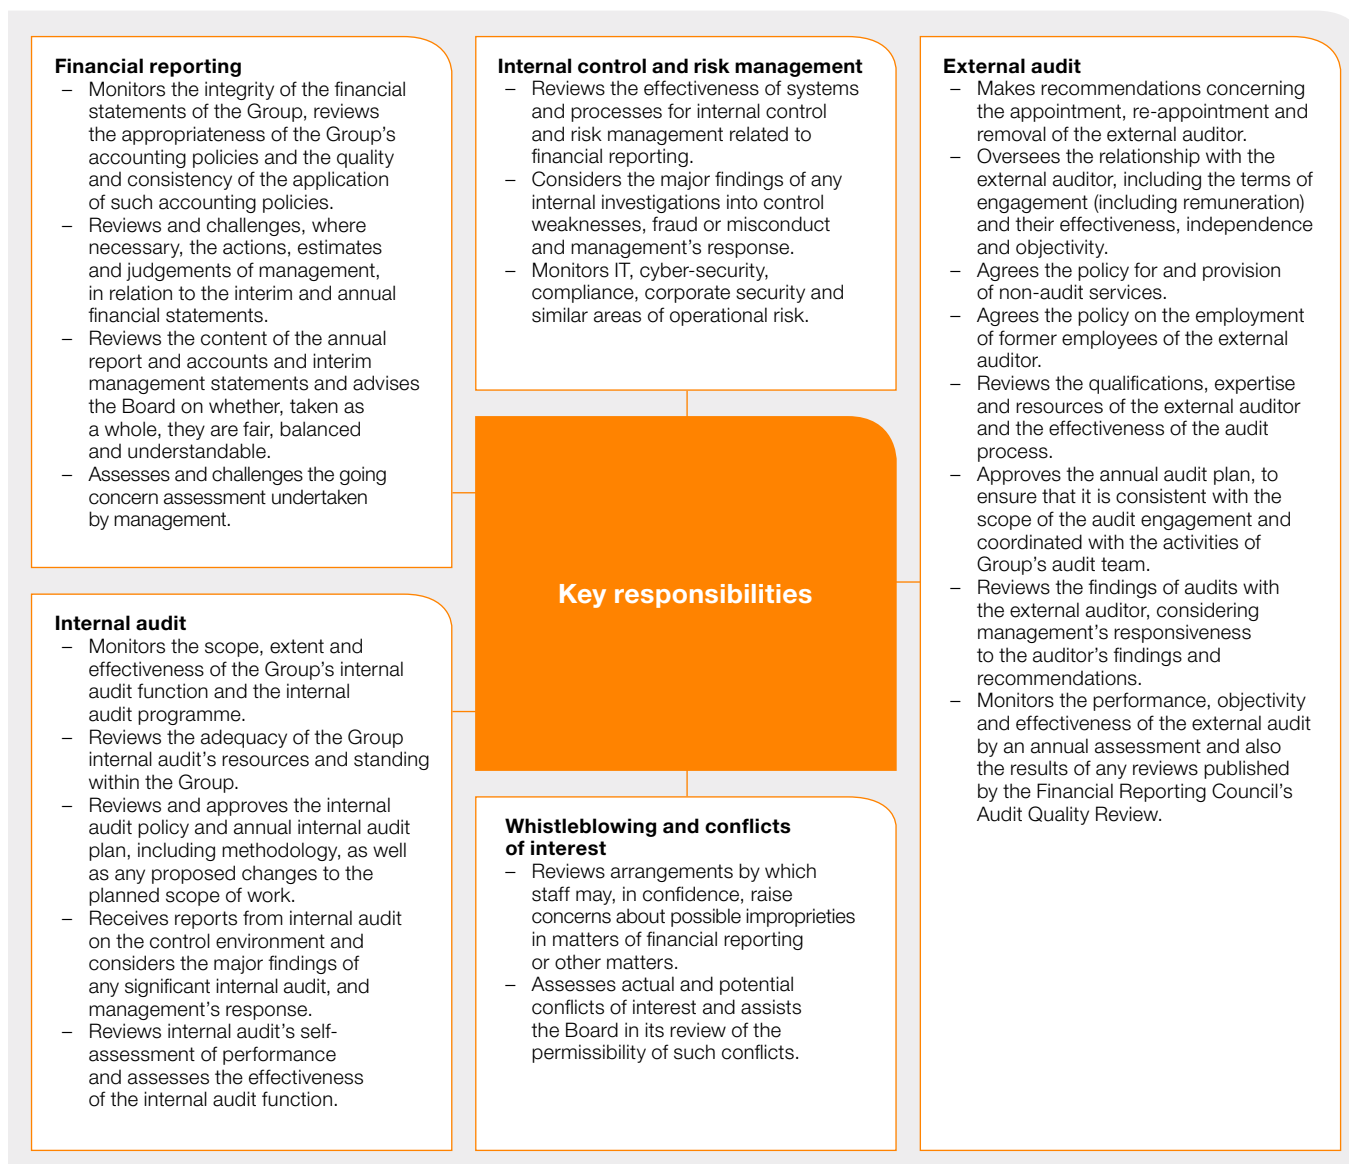 Financial reporting
– Monitors the integrity of the financial
statements of the Group, reviews
the appropriateness of the Group's
accounting policies and the quality
and consistency of the application
of such accounting policies.
– Reviews and challenges, where
necessary, the actions, estimates
and judgements of management,
in relation to the interim and annual
financial statements.
– Reviews the content of the annual
report and accounts and interim
management statements and advises
the Board on whether, taken as
a whole, they are fair, balanced
and understandable.
– Assesses and challenges the going
concern assessment undertaken
by management.
Internal audit
– Monitors the scope, extent and
effectiveness of the Group's internal
audit function and the internal
audit programme.
– Reviews the adequacy of the Group
internal audit's resources and standing
within the Group.
– Reviews and approves the internal
audit policy and annual internal audit
plan, including methodology, as well
as any proposed changes to the
planned scope of work.
– Receives reports from internal audit
on the control environment and
considers the major findings of
any significant internal audit, and
management's response.
– Reviews internal audit's self-
assessment of performance
and assesses the effectiveness
of the internal audit function.
Internal control and risk management
– Reviews the effectiveness of systems
and processes for internal control
and risk management related to
financial reporting.
– Considers the major findings of any
internal investigations into control
weaknesses, fraud or misconduct
and management's response.
– Monitors IT, cyber-security,
compliance, corporate security and
similar areas of operational risk.
Key responsibilities
Whistleblowing and conflicts
of interest
– Reviews arrangements by which
staff may, in confidence, raise
concerns about possible improprieties
in matters of financial reporting
or other matters.
– Assesses actual and potential
conflicts of interest and assists
the Board in its review of the
permissibility of such conflicts.
External audit
– Makes recommendations concerning
the appointment, re-appointment and
removal of the external auditor.
– Oversees the relationship with the
external auditor, including the terms of
engagement (including remuneration)
and their effectiveness, independence
and objectivity.
– Agrees the policy for and provision
of non-audit services.
– Agrees the policy on the employment
of former employees of the external
auditor.
– Reviews the qualifications, expertise
and resources of the external auditor
and the effectiveness of the audit
process.
– Approves the annual audit plan, to
ensure that it is consistent with the
scope of the audit engagement and
coordinated with the activities of
Group's audit team.
– Reviews the findings of audits with
the external auditor, considering
management's responsiveness
to the auditor's findings and
recommendations.
– Monitors the performance, objectivity
and effectiveness of the external audit
by an annual assessment and also
the results of any reviews published
by the Financial Reporting Council's
Audit Quality Review.